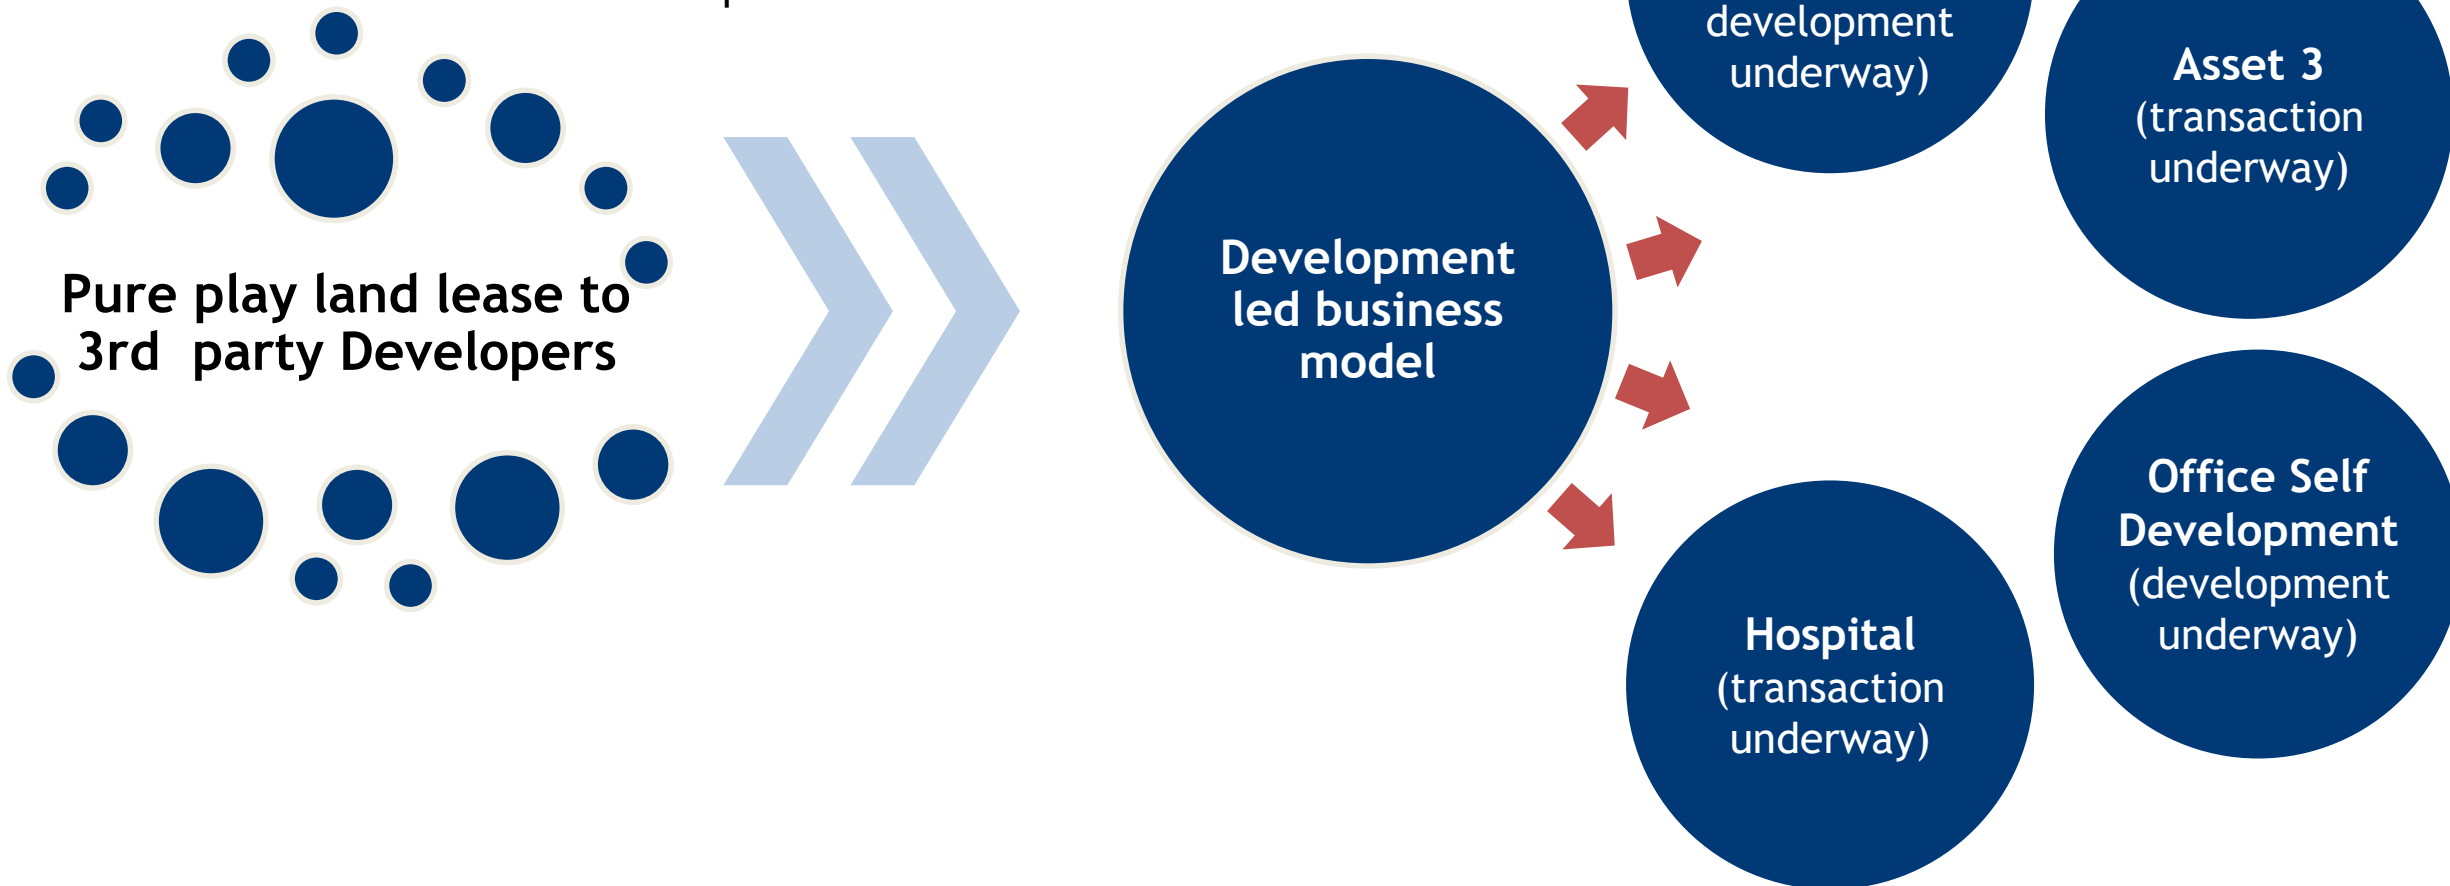 Pure play land lease to
3rd party Developers
Development
led business
model
development
underway)
Asset 3
(transaction
underway)
Office Self
Development
(development
underway)
Hospital
(transaction
underway)